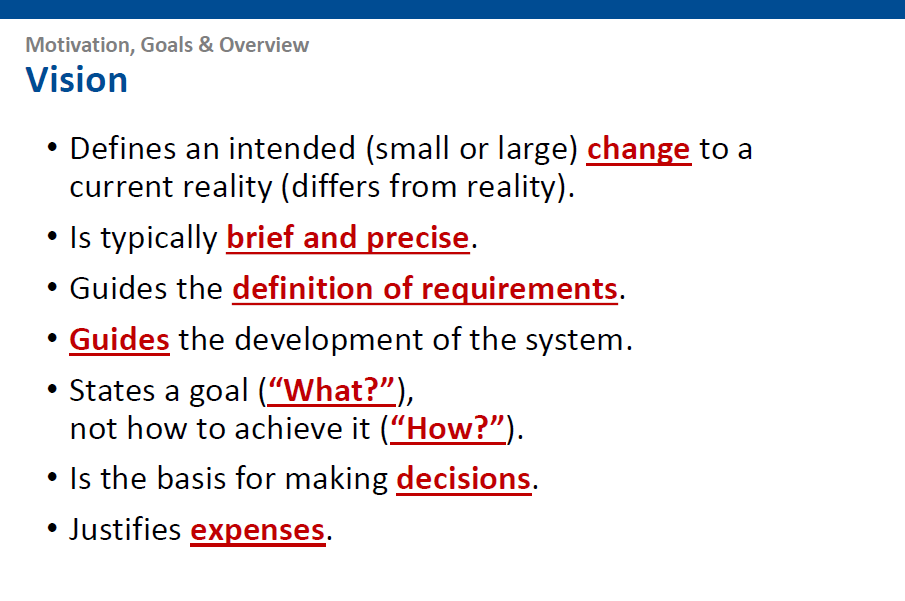 Motivation, Goals & Overview
Vision
• Defines an intended (small or large) change to a
current reality (differs from reality).
• Is typically brief and precise.
• Guides the definition of requirements.
• Guides the development of the system.
• States a goal (“What?”),
not how to achieve it (“How?”).
• Is the basis for making decisions.
• Justifies expenses.